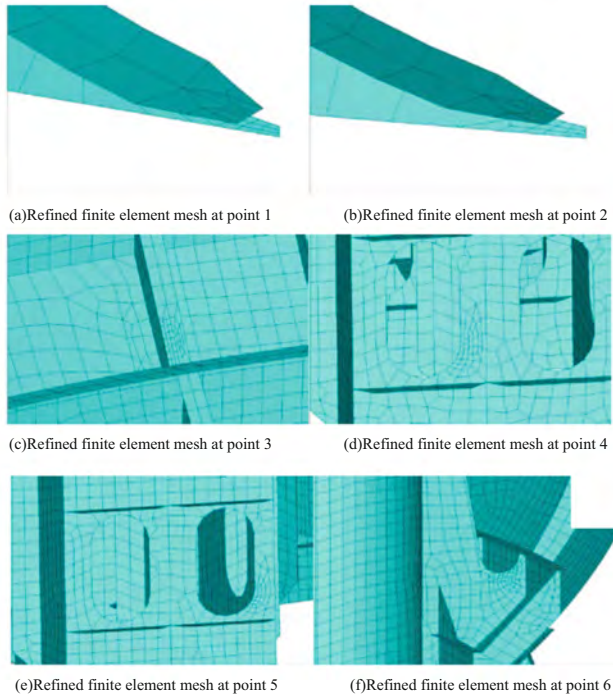 (a)Refined finite element mesh at point 1
(b)Refined finite element mesh at point 2
(c)Refined finite element mesh at point 3
(d)Refined finite element mesh at point 4
(e)Refined finite element mesh at point 5
(f)Refined finite element mesh at point 6